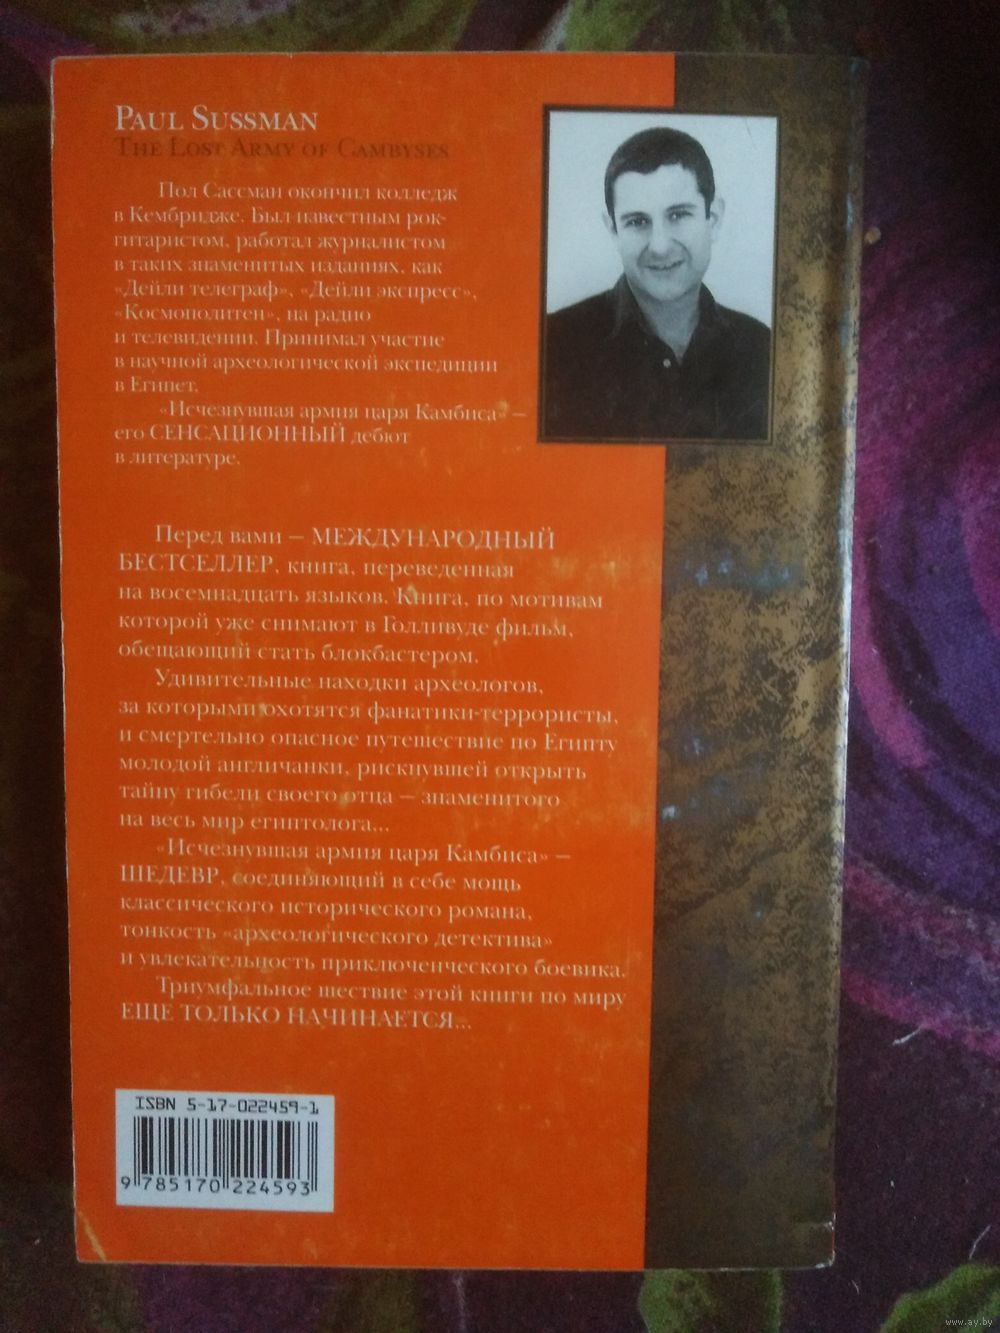 PAUL SUSSMAN
THE LOST ARMY OF CAMBYSES
Пол Сассман окончил колледж
в Кембридже. Был известным рок-
гитаристом, работал журналистом
в таких знаменитых изданиях, как
«Дейли телеграф», «Дейли экспресс»,
«Космополитен», на радио
и телевидении. Принимал участие
в научной археологической экспедиции
в Египет.
«Исчезнувшая армия царя Камбиса» –
его СЕНСАЦИОННЫЙ дебют
в литературе.
Перед вами – МЕЖДУНАРОДНЫЙ
БЕСТСЕЛЛЕР, книга, переведенная
на восемнадцать языков. Книга, по мотивам
которой уже снимают в Голливуде фильм,
обещающий стать блокбастером.
Удивительные находки археологов,
за которыми охотятся фанатики-террористы,
и смертельно опасное путешествие по Египту
молодой англичанки, рискнувшей открыть
тайну гибели своего отца – знаменитого
на весь мир египтолога...
«Исчезнувшая армия царя Камбиса» –
ШЕДЕВР, соединяющий в себе мощь
классического исторического романа,
тонкость «археологического детектива»
и увлекательность приключенческого боевика.
Триумфальное шествие этой книги по миру
ЕЩЕ ТОЛЬКО НАЧИНАЕТСЯ...
ISBN 5-17-022459-1
9 785170 224593
www.ay.by